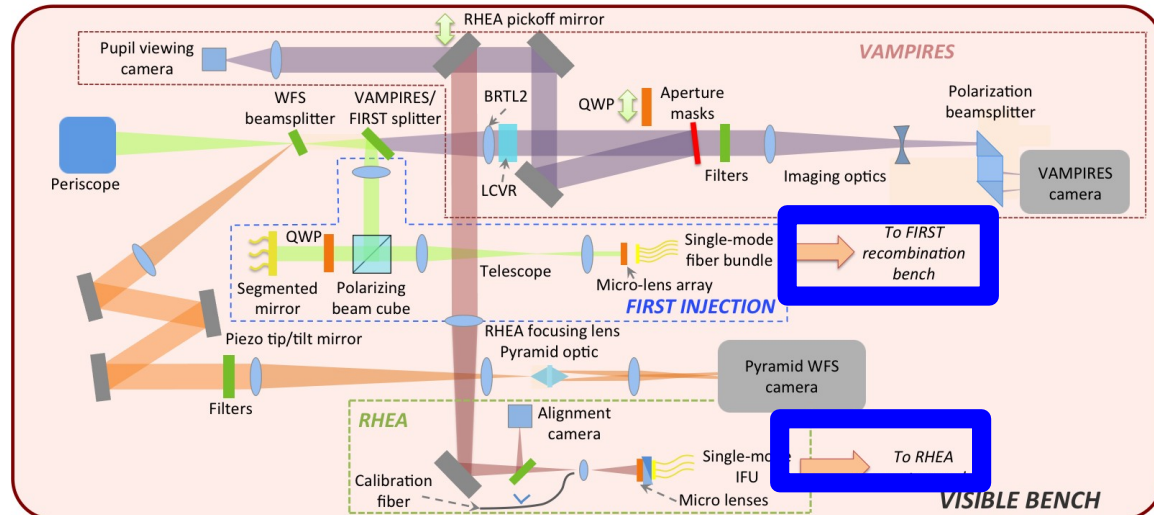 RHEA pickoff mirror
Pupil viewing
camera
VAMPIRES
WFS
beamsplitter
VAMPIRES/
FIRST splitter
BRTL2
QWP
Aperture
masks
Polarization
beamsplitter
Periscope
LCVR
Filters
Imaging optics
VAMPIRES
camera
QWP
Single-mode
fiber bundle
To FIRST
recombination
bench
Segmented
mirror
Polarizing
beam cube
Telescope
Micro-lens array
FIRST INJECTION
Piezo tip/tilt mirror
RHEA focusing lens
Pyramid optic
Pyramid WFS
camera
Filters
RHEA
Alignment
camera
Calibration
fiber
Single-mode
IFU
Micro lenses
To RHEA
VISIBLE BENCH